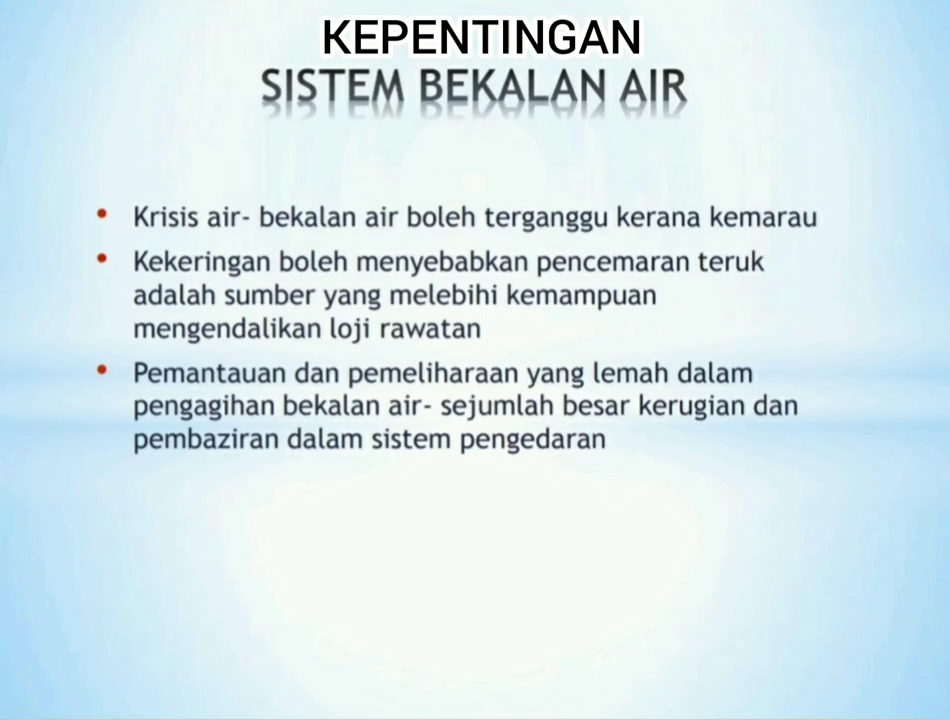 KEPENTINGAN
SISTEM BEKALAN AIR
• Krisis air- bekalan air boleh terganggu kerana kemarau
• Kekeringan boleh menyebabkan pencemaran teruk
adalah sumber yang melebihi kemampuan
mengendalikan loji rawatan
• Pemantauan dan pemeliharaan yang lemah dalam
pengagihan bekalan air- sejumlah besar kerugian dan
pembaziran dalam sistem pengedaran